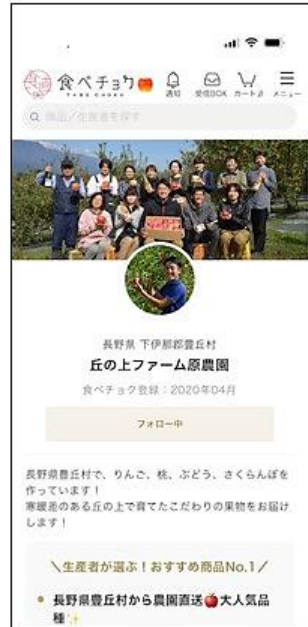 食べチョク
TABE CHOKU
通知
受信BOX
カート
メニュー
商品/生産者を探す
長野県 下伊那郡豊丘村
丘の上ファーム原農園
食べチョク登録:2020年04月
フォロー中
長野県豊丘村で、りんご、桃、ぶどう、さくらんぼを
作っています!
寒暖差のある丘の上で育てたこだわりの果物をお届け
します!
\生産者が選ぶ!おすすめ商品No.1/
長野県豊丘村から農園直送🍎大人気品
種✨